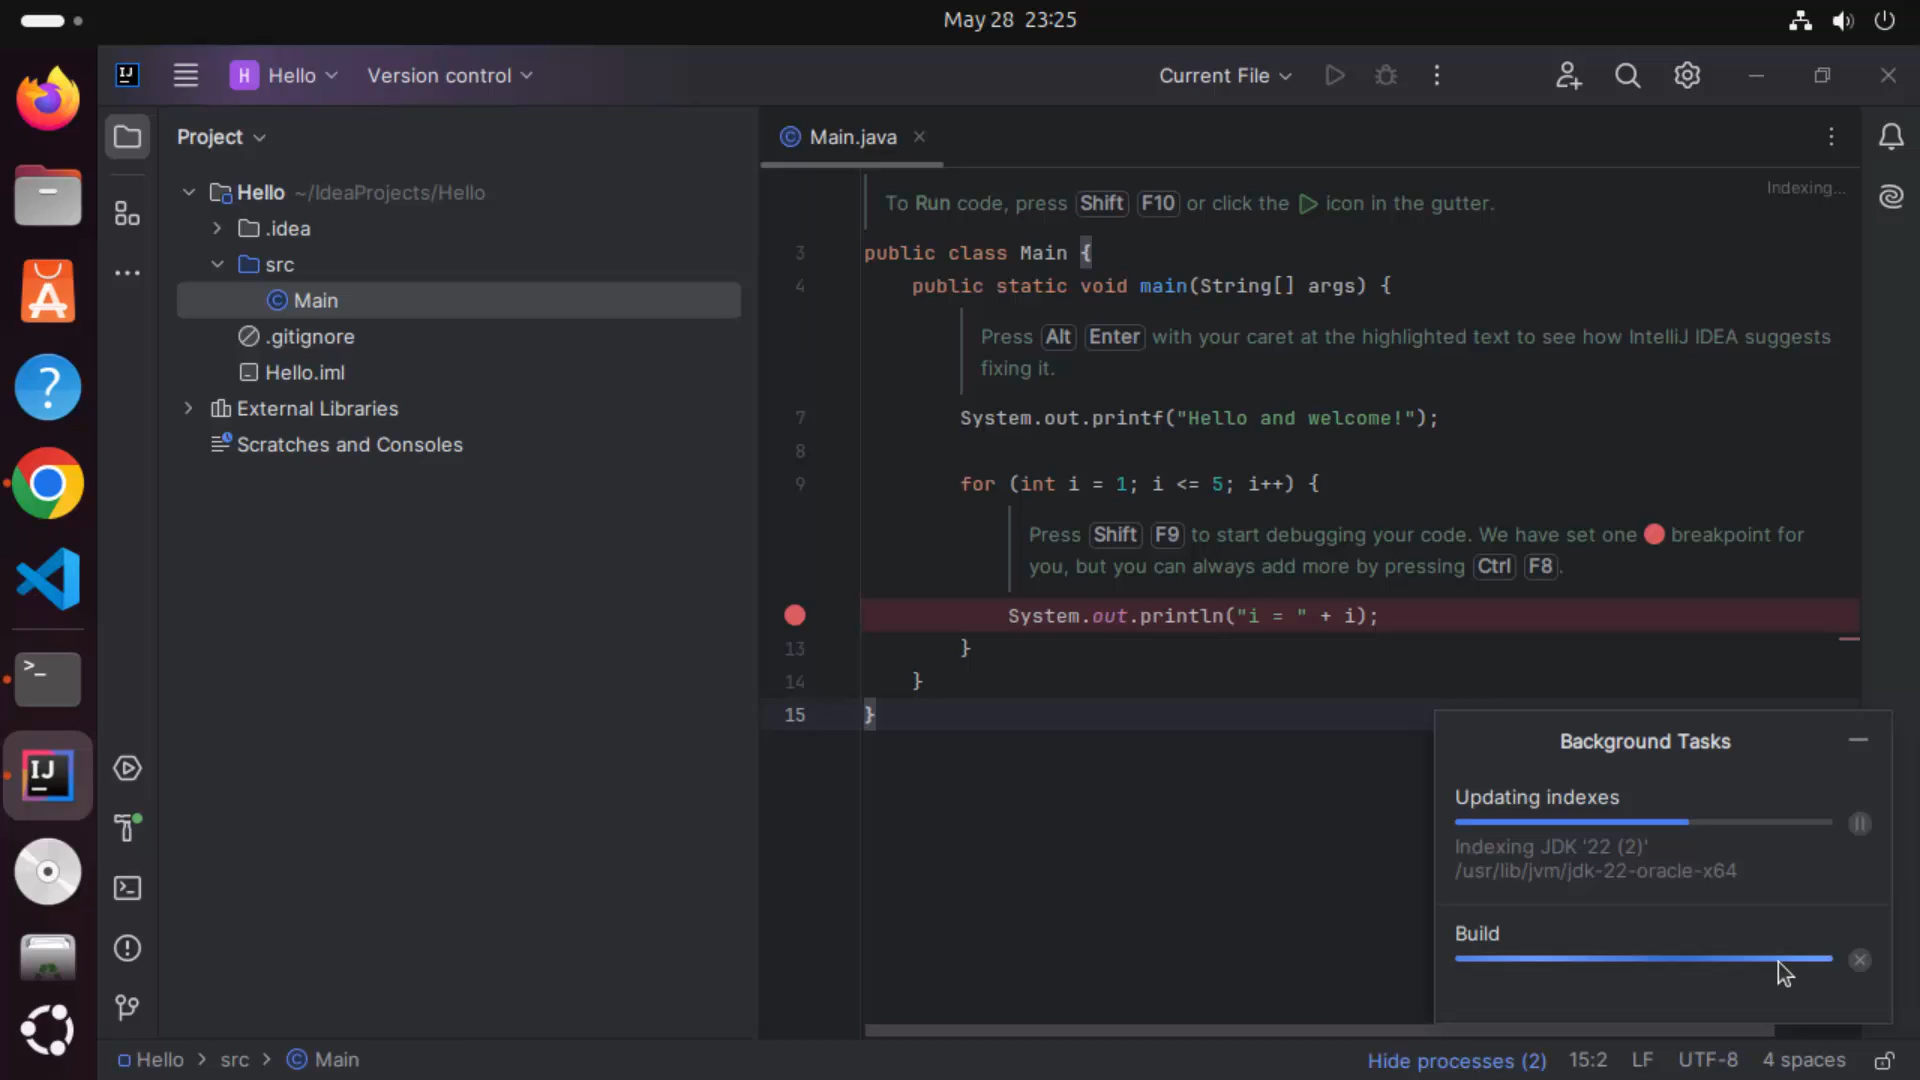 May 28 23:25
H Hello Version control Current File
Project
Main.java
Hello ~/IdeaProjects/Hello
.idea
src
Main
.gitignore
Hello.iml
External Libraries
Scratches and Consoles
Indexing...
To Run code, press Shift F10 or click the icon in the gutter.
3 public class Main {
4 public static void main(String[] args) {
Press Alt Enter with your caret at the highlighted text to see how IntelliJ IDEA suggests
fixing it.
7 System.out.printf("Hello and welcome!");
8
9 for (int i = 1; i <= 5; i++) {
Press Shift F9 to start debugging your code. We have set one breakpoint for
you, but you can always add more by pressing Ctrl F8.
System.out.println("i = " + i);
13 }
14 }
15 }
Background Tasks
Updating indexes
Indexing JDK '22 (2)'
/usr/lib/jvm/jdk-22-oracle-x64
Build
Hello > src > Main
Hide processes (2) 15:2 LF UTF-8 4 spaces